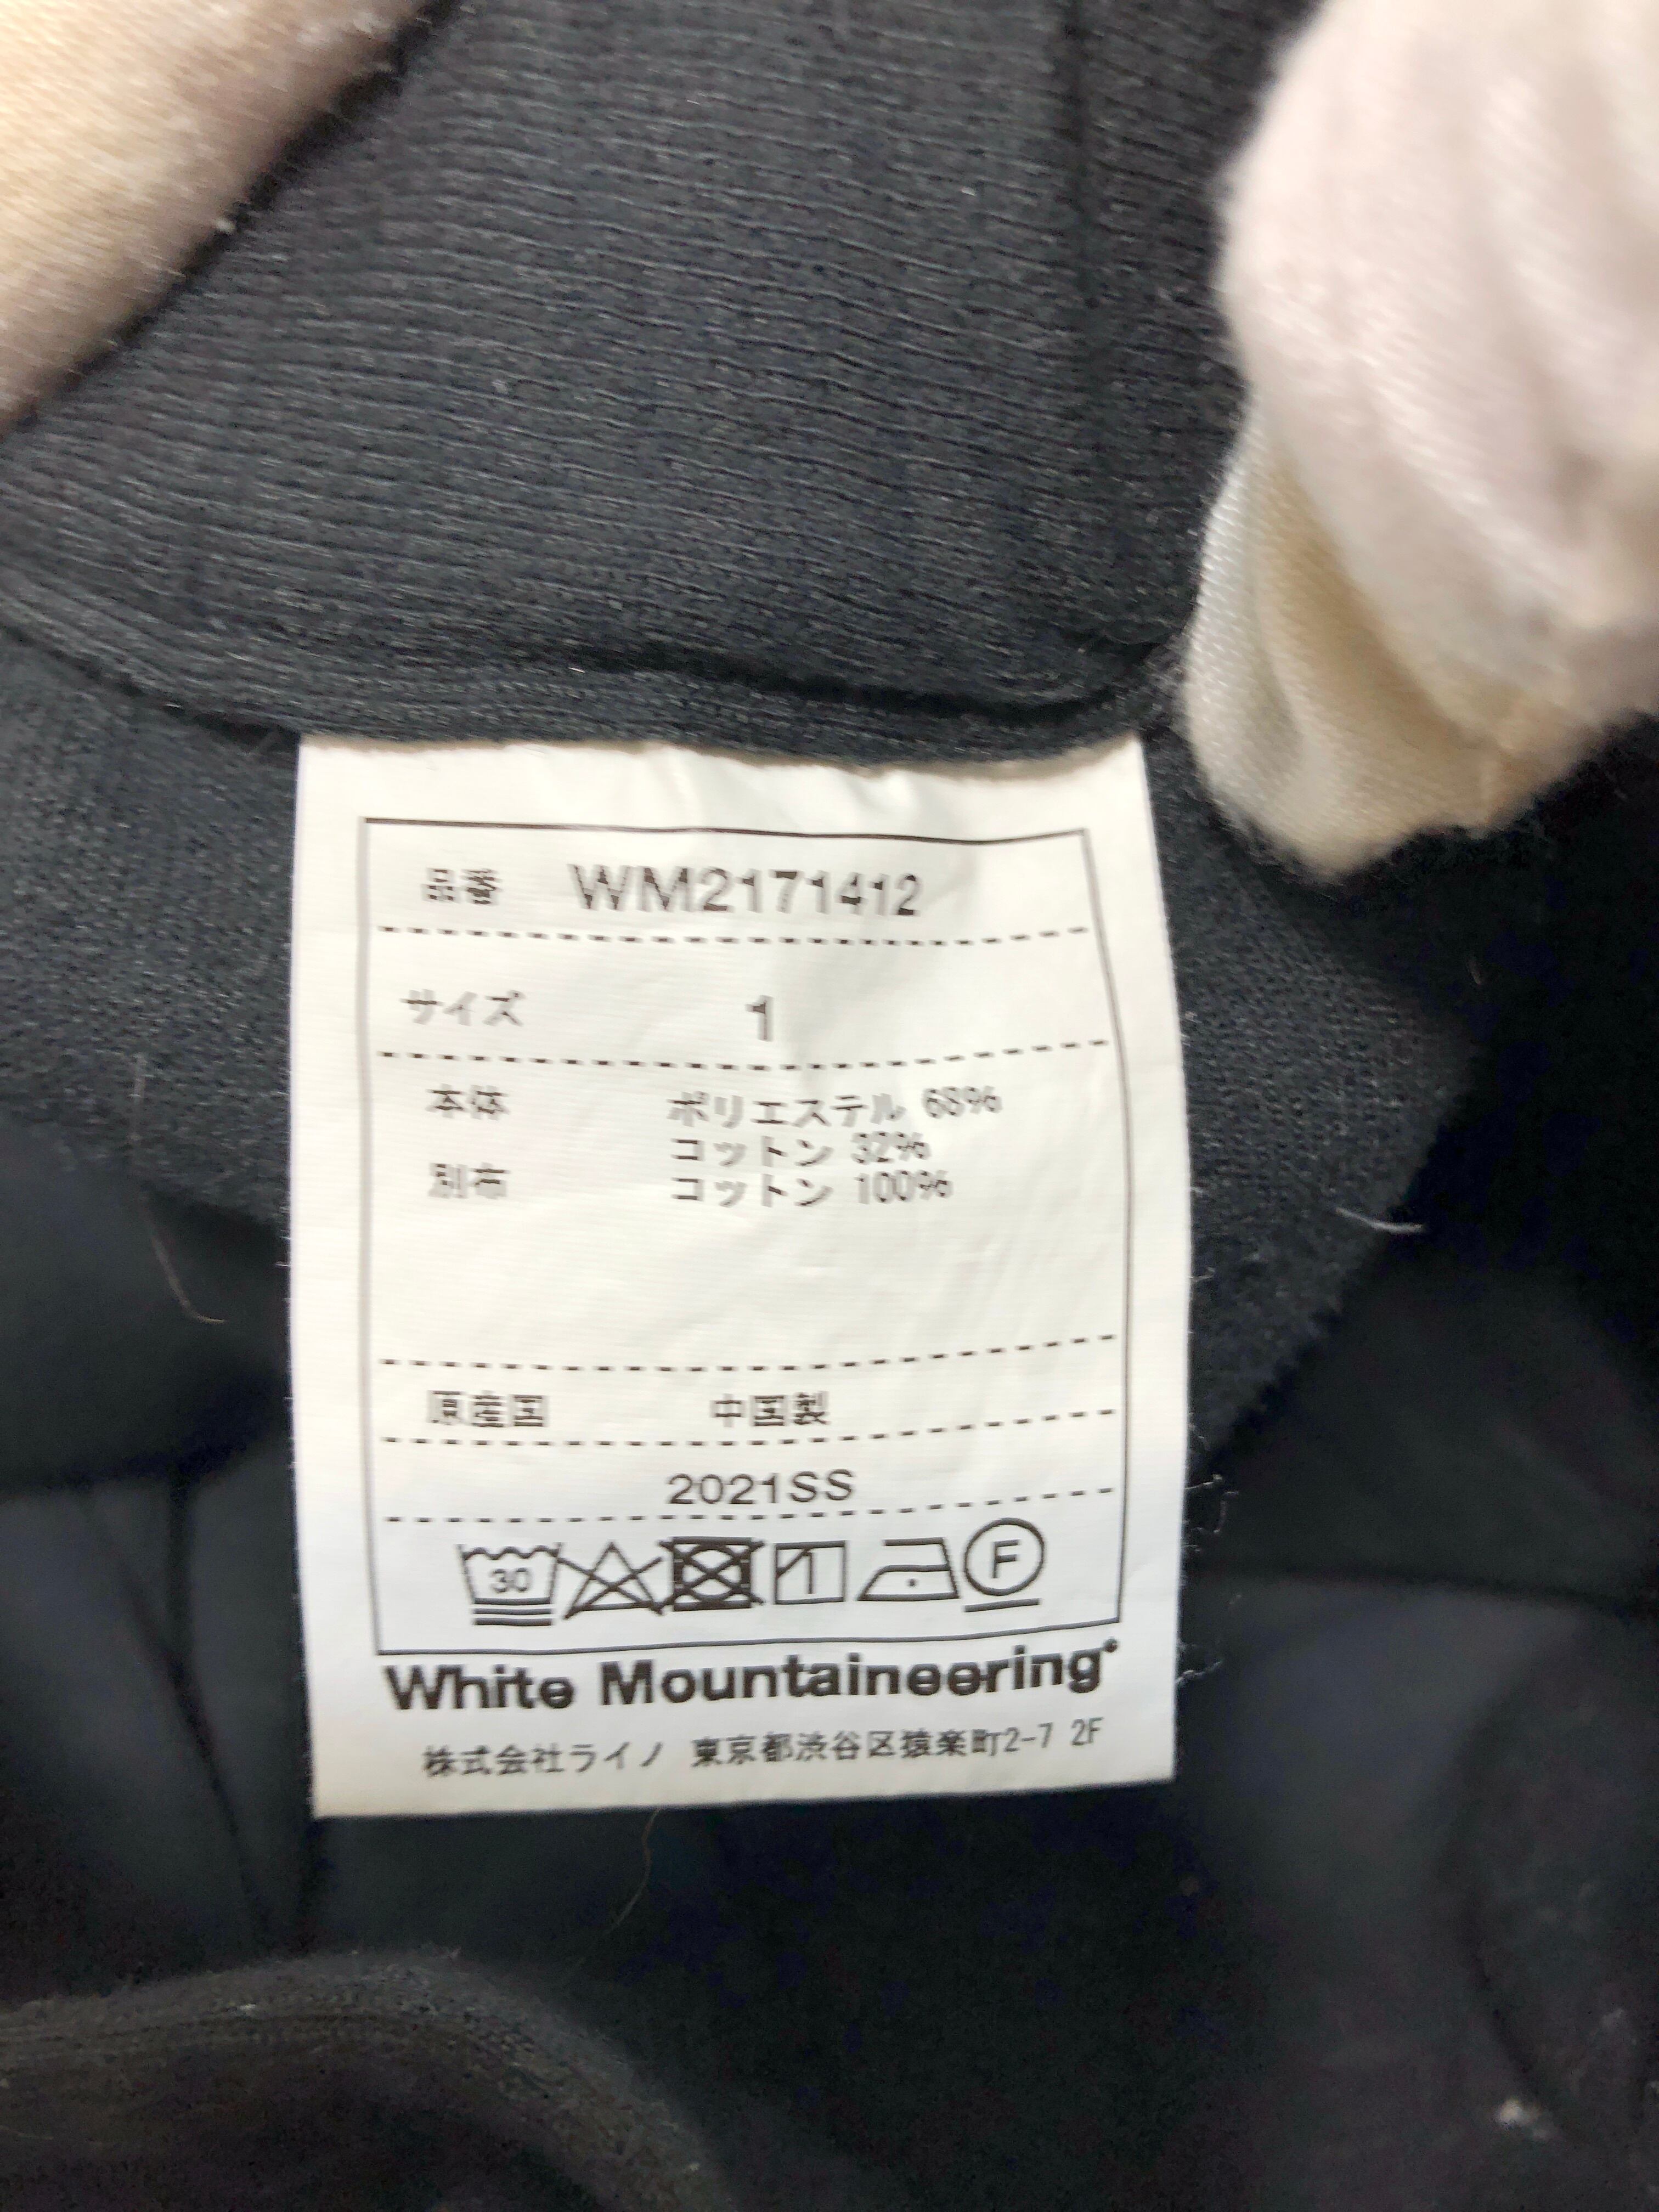 品番 WM2171412
サイズ 1
本体 ポリエステル 68%
コットン 32%
別布 コットン 100%
原産国 中国製
2021SS
30 F
White Mountaineering
株式会社ライノ 東京都渋谷区猿楽町2-7 2F